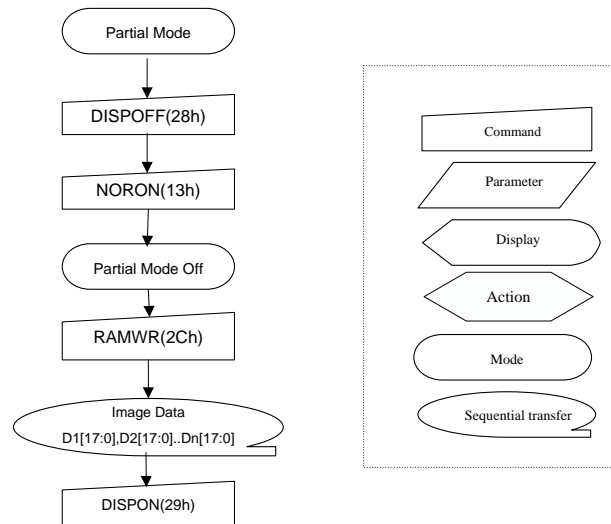 Partial Mode
DISPOFF(28h)
NORON(13h)
Partial Mode Off
RAMWR(2Ch)
Image Data
D1[17:0],D2[17:0]..Dn[17:0]
DISPON(29h)
Command
Parameter
Display
Action
Mode
Sequential transfer